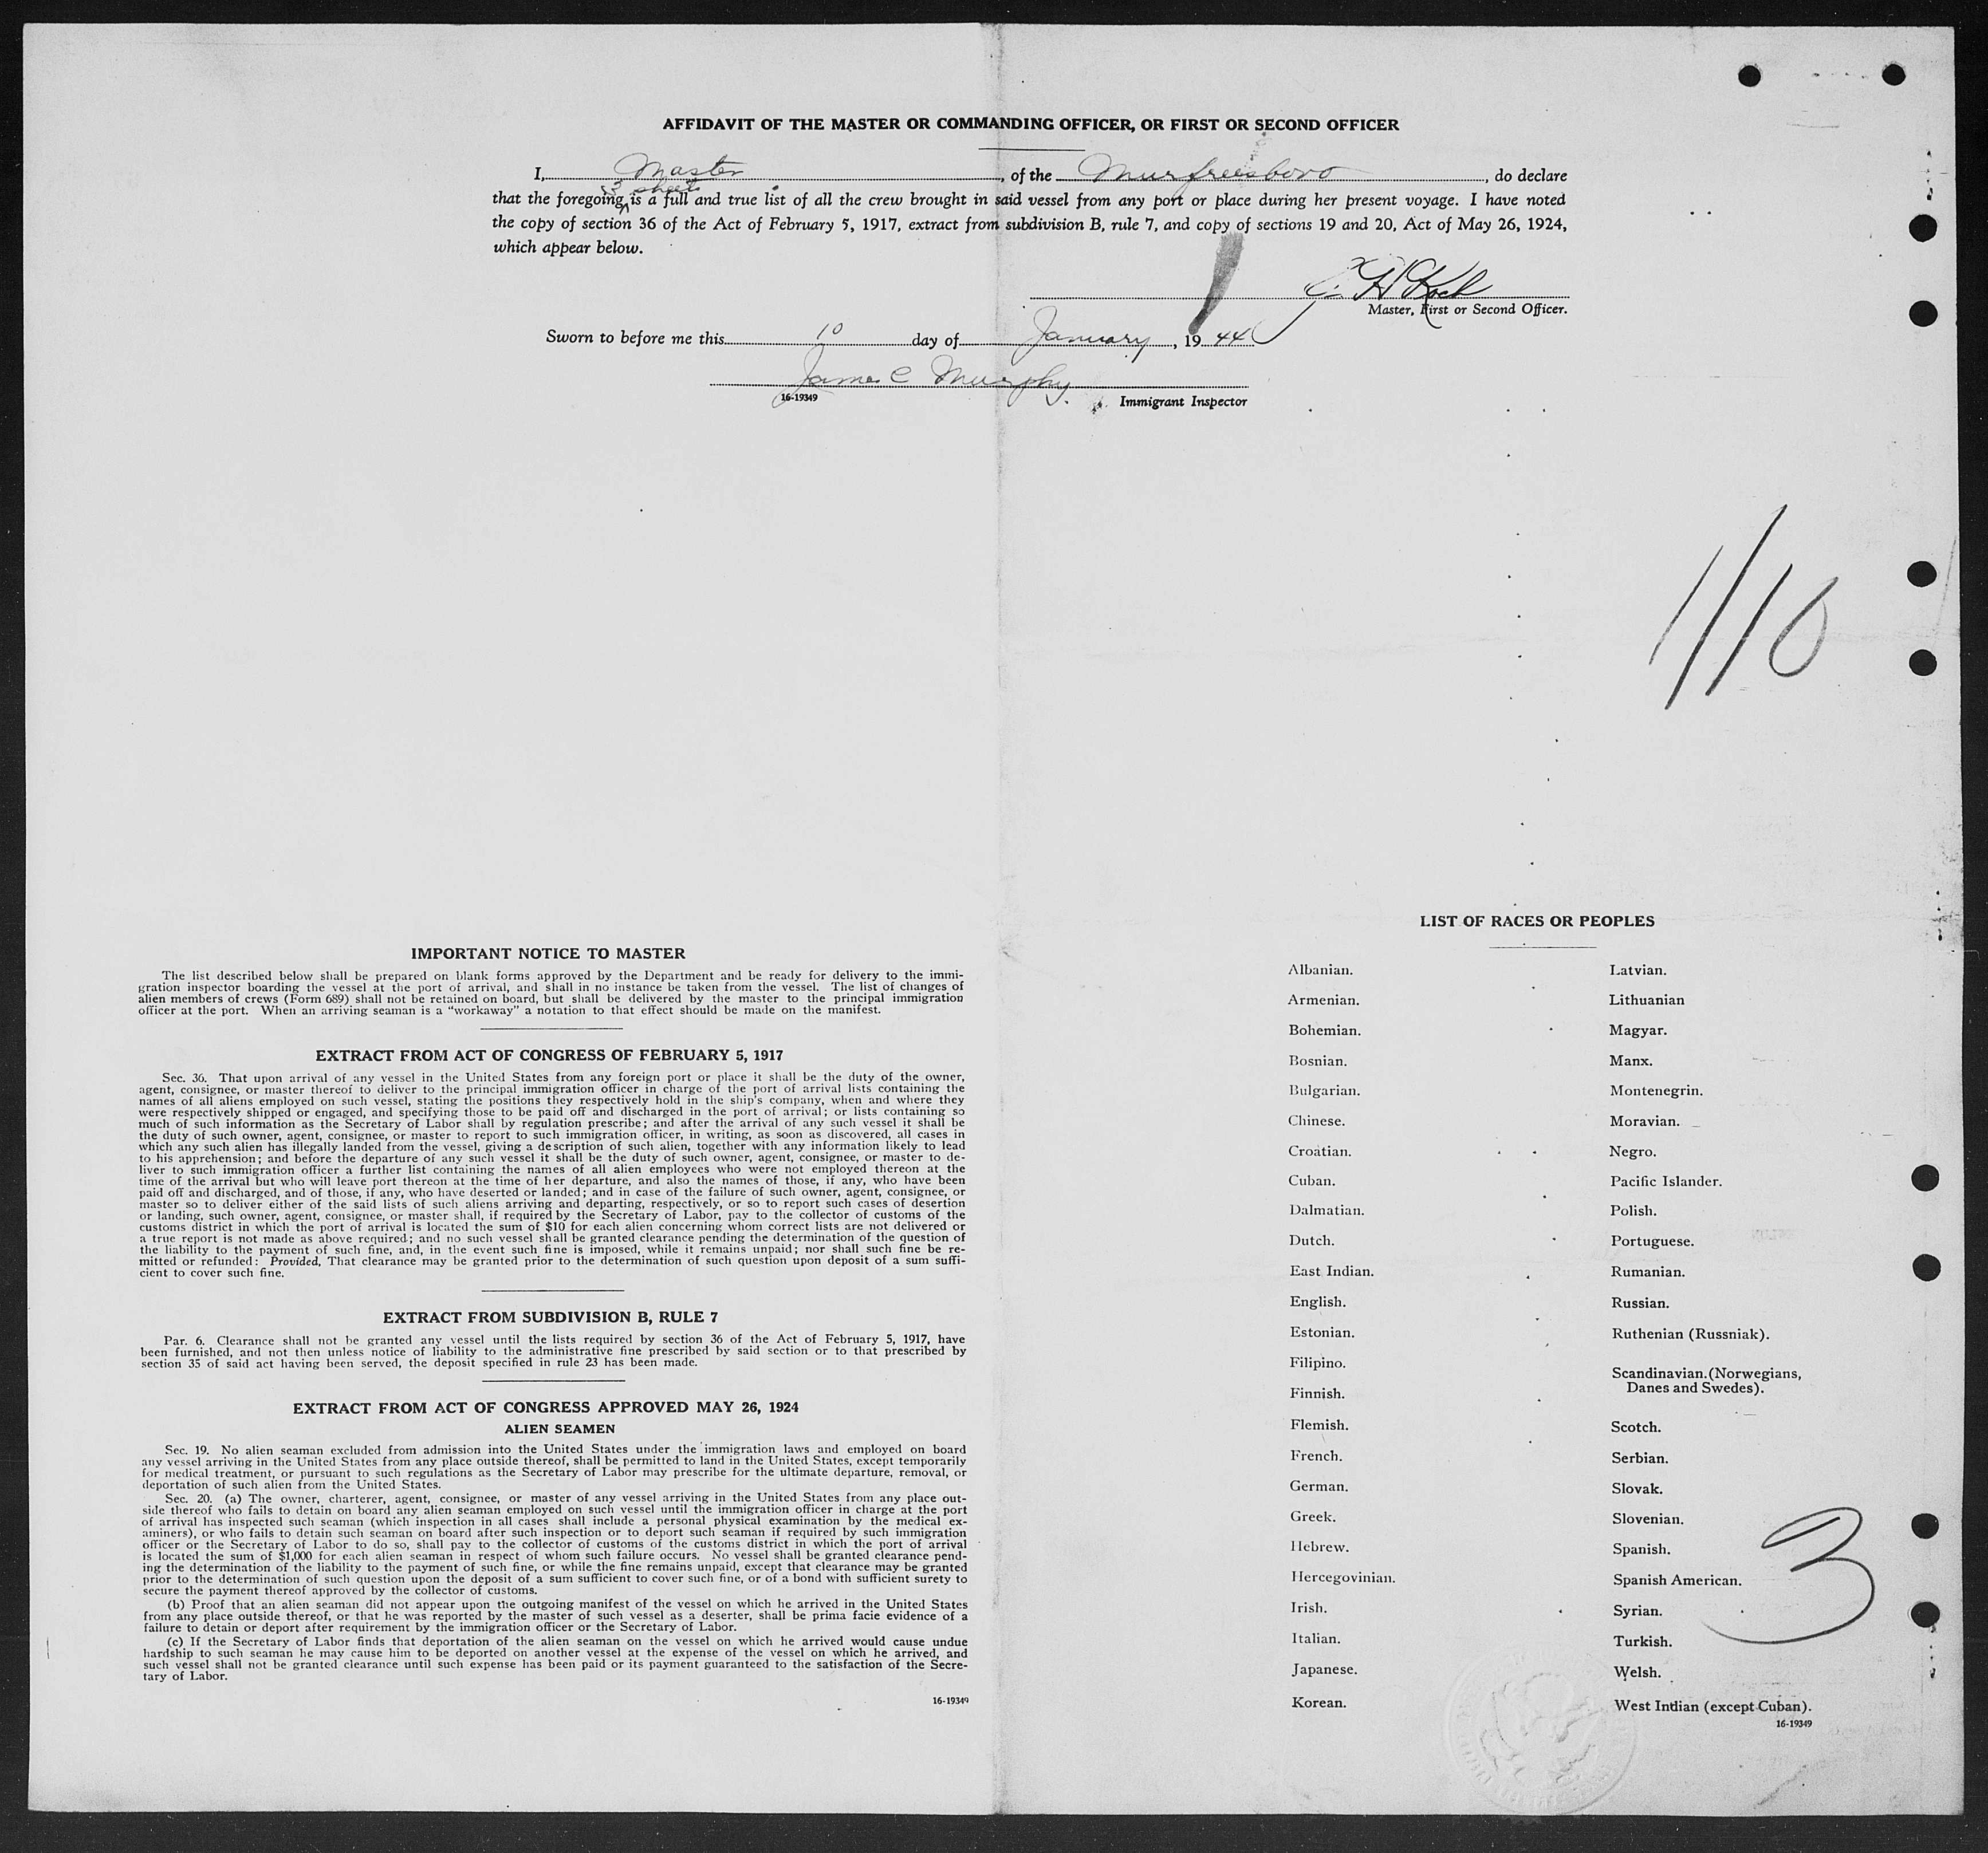 AFFIDAVIT OF THE MASTER OR COMMANDING OFFICER, OR FIRST OR SECOND OFFICER
I, Master, of the Murfreesboro, do declare
3 sheets
that the foregoing is a full and true list of all the crew brought in said vessel from any port or place during her present voyage. I have noted
the copy of section 36 of the Act of February 5, 1917, extract from subdivision B, rule 7, and copy of sections 19 and 20, Act of May 26, 1924,
which appear below.
Koch
Master, First or Second Officer.
Sworn to before me this 10 day of January, 1944
James C Murphy
16-19349 Immigrant Inspector
1/10
IMPORTANT NOTICE TO MASTER
The list described below shall be prepared on blank forms approved by the Department and be ready for delivery to the immi-
gration inspector boarding the vessel at the port of arrival, and shall in no instance be taken from the vessel. The list of changes of
alien members of crews (Form 689) shall not be retained on board, but shall be delivered by the master to the principal immigration
officer at the port. When an arriving seaman is a "workaway" a notation to that effect should be made on the manifest.
EXTRACT FROM ACT OF CONGRESS OF FEBRUARY 5, 1917
Sec. 36. That upon arrival of any vessel in the United States from any foreign port or place it shall be the duty of the owner,
agent, consignee, or master thereof to deliver to the principal immigration officer in charge of the port of arrival lists containing the
names of all aliens employed on such vessel, stating the positions they respectively hold in the ship's company, when and where they
were respectively shipped or engaged, and specifying those to be paid off and discharged in the port of arrival; or lists containing so
much of such information as the Secretary of Labor shall by regulation prescribe; and after the arrival of any such vessel it shall be
the duty of such owner, agent, consignee, or master to report to such immigration officer, in writing, as soon as discovered, all cases in
which any such alien has illegally landed from the vessel, giving a description of such alien, together with any information likely to lead
to his apprehension; and before the departure of any such vessel it shall be the duty of such owner, agent, consignee, or master to de-
liver to such immigration officer a further list containing the names of all alien employees who were not employed thereon at the
time of the arrival but who will leave port thereon at the time of her departure, and also the names of those, if any, who have been
paid off and discharged, and of those, if any, who have deserted or landed; and in case of the failure of such owner, agent, consignee, or
master so to deliver either of the said lists of such aliens arriving and departing, respectively, or so to report such cases of desertion
or landing, such owner, agent, consignee, or master shall, if required by the Secretary of Labor, pay to the collector of customs of the
customs district in which the port of arrival is located the sum of $10 for each alien concerning whom correct lists are not delivered or
a true report is not made as above required; and no such vessel shall be granted clearance pending the determination of the question of
the liability to the payment of such fine, and, in the event such fine is imposed, while it remains unpaid; nor shall such fine be re-
mitted or refunded: Provided, That clearance may be granted prior to the determination of such question upon deposit of a sum suffi-
cient to cover such fine.
EXTRACT FROM SUBDIVISION B, RULE 7
Par. 6. Clearance shall not be granted any vessel until the lists required by section 36 of the Act of February 5, 1917, have
been furnished, and not then unless notice of liability to the administrative fine prescribed by said section or to that prescribed by
section 35 of said act having been served, the deposit specified in rule 23 has been made.
EXTRACT FROM ACT OF CONGRESS APPROVED MAY 26, 1924
ALIEN SEAMEN
Sec. 19. No alien seaman excluded from admission into the United States under the immigration laws and employed on board
any vessel arriving in the United States from any place outside thereof, shall be permitted to land in the United States, except temporarily
for medical treatment, or pursuant to such regulations as the Secretary of Labor may prescribe for the ultimate departure, removal, or
deportation of such alien from the United States.
Sec. 20. (a) The owner, charterer, agent, consignee, or master of any vessel arriving in the United States from any place out-
side thereof who fails to detain on board any alien seaman employed on such vessel until the immigration officer in charge at the port
of arrival has inspected such seaman (which inspection in all cases shall include a personal physical examination by the medical ex-
aminers), or who fails to detain such seaman on board after such inspection or to deport such seaman if required by such immigration
officer or the Secretary of Labor to do so, shall pay to the collector of customs of the customs district in which the port of arrival
is located the sum of $1,000 for each alien seaman in respect of whom such failure occurs. No vessel shall be granted clearance pend-
ing the determination of the liability to the payment of such fine, or while the fine remains unpaid, except that clearance may be granted
prior to the determination of such question upon the deposit of a sum sufficient to cover such fine, or of a bond with sufficient surety to
secure the payment thereof approved by the collector of customs.
(b) Proof that an alien seaman did not appear upon the outgoing manifest of the vessel on which he arrived in the United States
from any place outside thereof, or that he was reported by the master of such vessel as a deserter, shall be prima facie evidence of a
failure to detain or deport after requirement by the immigration officer or the Secretary of Labor.
(c) If the Secretary of Labor finds that deportation of the alien seaman on the vessel on which he arrived would cause undue
hardship to such seaman he may cause him to be deported on another vessel at the expense of the vessel on which he arrived, and
such vessel shall not be granted clearance until such expense has been paid or its payment guaranteed to the satisfaction of the Secre-
tary of Labor.
16-19349
LIST OF RACES OR PEOPLES
Albanian.
Armenian.
Bohemian.
Bosnian.
Bulgarian.
Chinese.
Croatian.
Cuban.
Dalmatian.
Dutch.
East Indian.
English.
Estonian.
Filipino.
Finnish.
Flemish.
French.
German.
Greek.
Hebrew.
Hercegovinian.
Irish.
Italian.
Japanese.
Korean.
Latvian.
Lithuanian
Magyar.
Manx.
Montenegrin.
Moravian.
Negro.
Pacific Islander.
Polish.
Portuguese.
Rumanian.
Russian.
Ruthenian (Russniak).
Scandinavian.(Norwegians,
Danes and Swedes).
Scotch.
Serbian.
Slovak.
Slovenian.
Spanish.
Spanish American.
Syrian.
Turkish.
Welsh.
West Indian (except Cuban).
16-19349
3